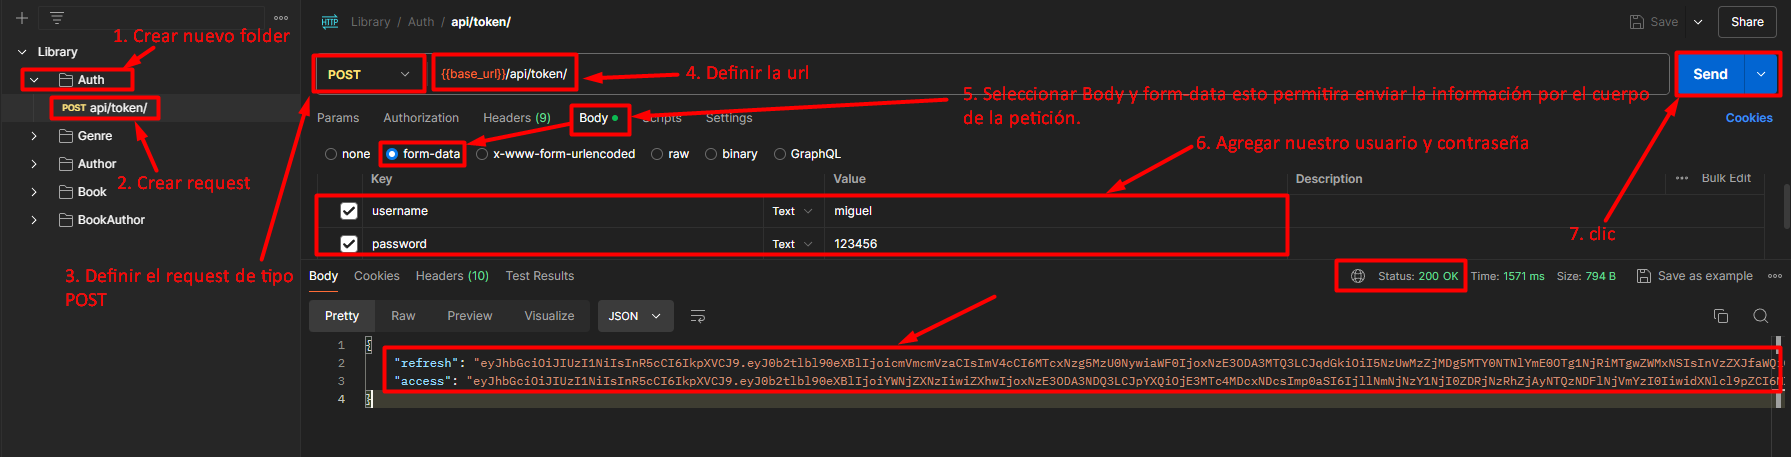 Library / Auth / api/token/
Save
Share
1. Crear nuevo folder
Library
Auth
POST api/token/
Genre
Author
Book
BookAuthor
2. Crear request
3. Definir el request de tipo
POST
POST
{{base_url}}/api/token/
4. Definir la url
Send
5. Seleccionar Body y form-data esto permitira enviar la información por el cuerpo
de la petición.
Params Authorization Headers (9) Body Scripts Settings
Cookies
none form-data x-www-form-urlencoded raw binary GraphQL
6. Agregar nuestro usuario y contraseña
Key Value Description Bulk Edit
username Text miguel
password Text 123456
7. clic
Body Cookies Headers (10) Test Results
Status: 200 OK Time: 1571 ms Size: 794 B Save as example
Pretty Raw Preview Visualize JSON
1 {
2 "refresh":
3 "access":
4 }